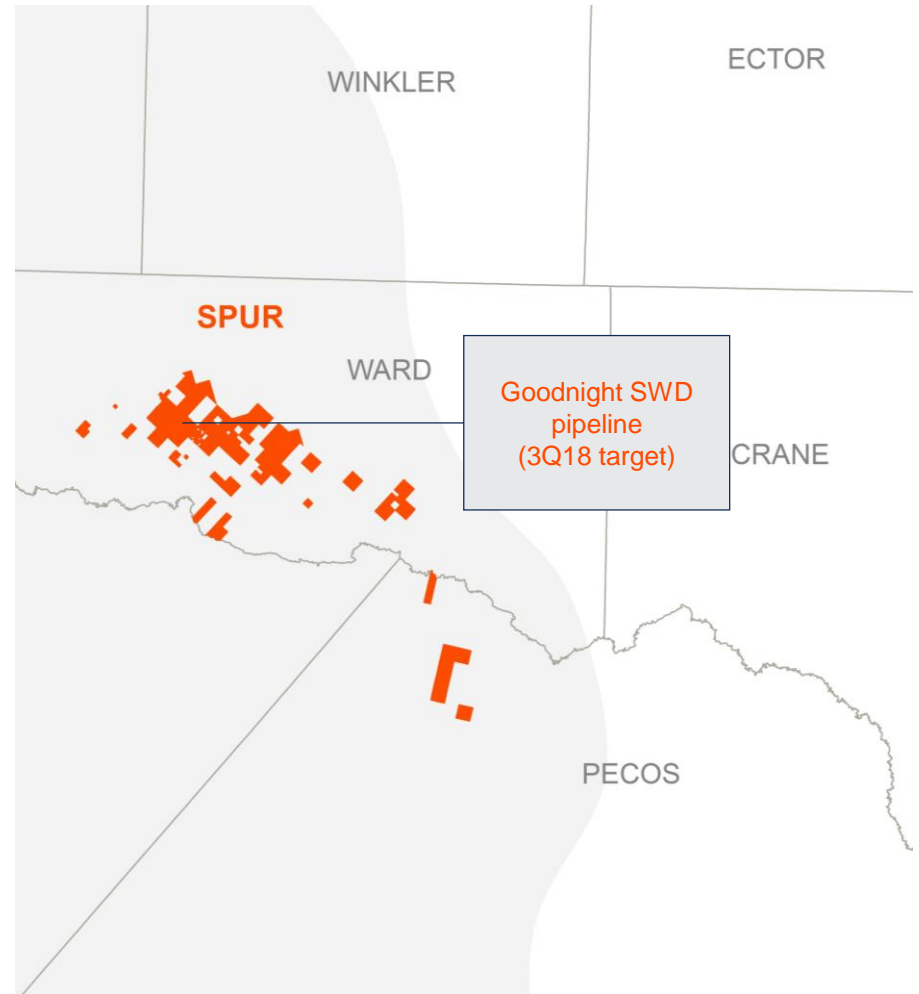 ECTOR
WINKLER
SPUR
WARD
Goodnight SWD
pipeline
(3Q18 target)
CRANE
PECOS